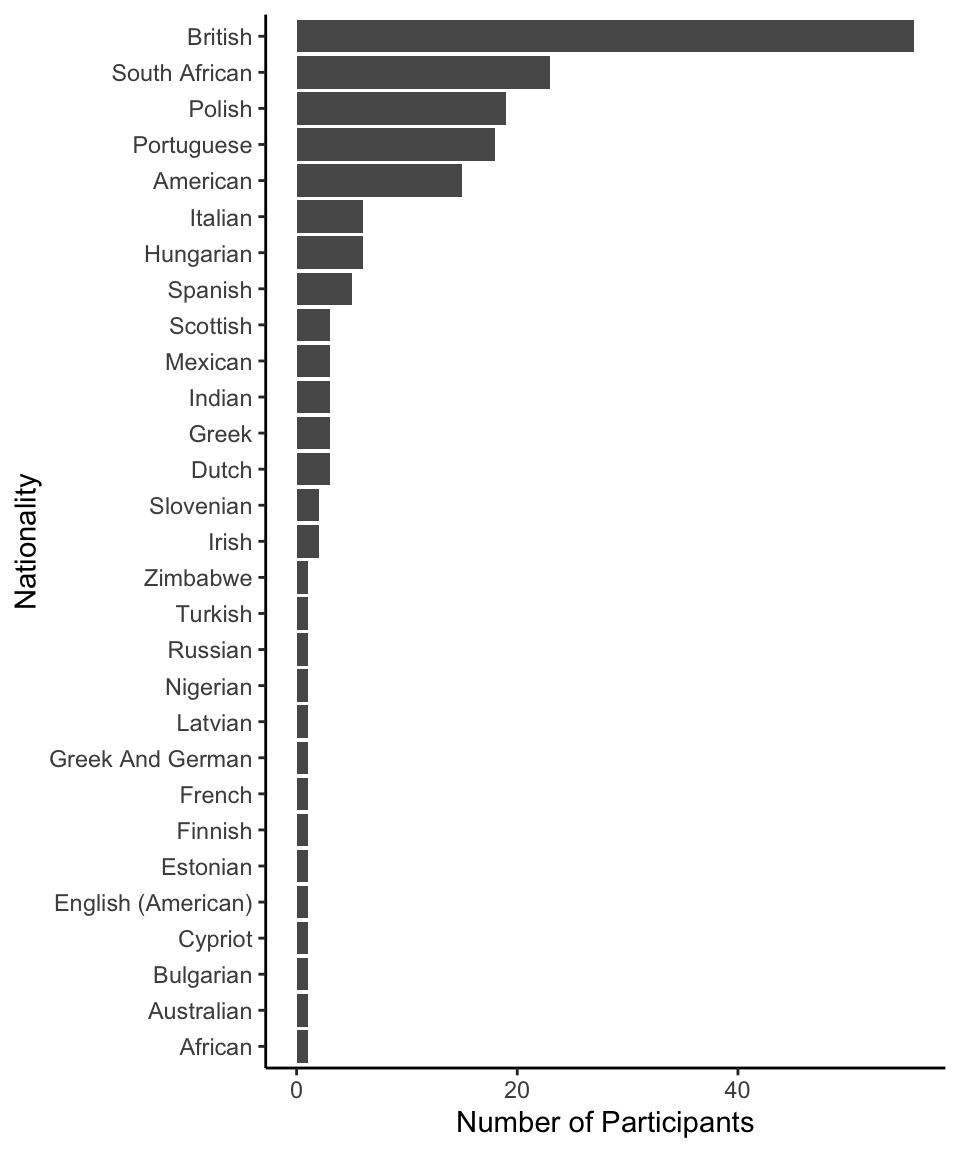 British
South African
Polish
Portuguese
American
Italian
Hungarian
Spanish
Scottish
Mexican
Indian
Greek
Dutch
Slovenian
Irish
Zimbabwe
Turkish
Russian
Nigerian
Latvian
Greek And German
French
Finnish
Estonian
English (American)
Cypriot
Bulgarian
Australian
African
Nationality
0 20 40
Number of Participants